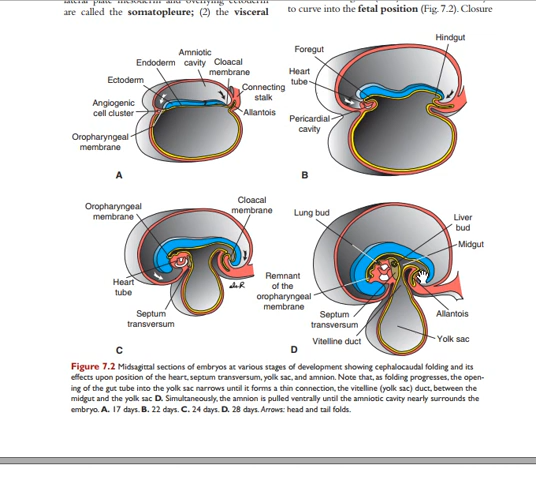 are called the somatopleure; (2) the visceral
to curve into the fetal position (Fig. 7.2). Closure
Amniotic
Endoderm cavity Cloacal
membrane
Ectoderm
Connecting
stalk
Angiogenic
cell cluster
Allantois
Oropharyngeal
membrane
A
Hindgut
Foregut
Heart
tube
Pericardial
cavity
B
Oropharyngeal
membrane
Cloacal
membrane
Heart
tube
Septum
transversum
C
Lung bud
Liver
bud
Midgut
Remnant
of the
oropharyngeal
membrane
Septum
transversum
Allantois
Vitelline duct
Yolk sac
D
Figure 7.2 Midsagittal sections of embryos at various stages of development showing cephalocaudal folding and its
effects upon position of the heart, septum transversum, yolk sac, and amnion. Note that, as folding progresses, the open-
ing of the gut tube into the yolk sac narrows until it forms a thin connection, the vitelline (yolk sac) duct, between the
midgut and the yolk sac D. Simultaneously, the amnion is pulled ventrally until the amniotic cavity nearly surrounds the
embryo. A. 17 days. B. 22 days. C. 24 days. D. 28 days. Arrows: head and tail folds.